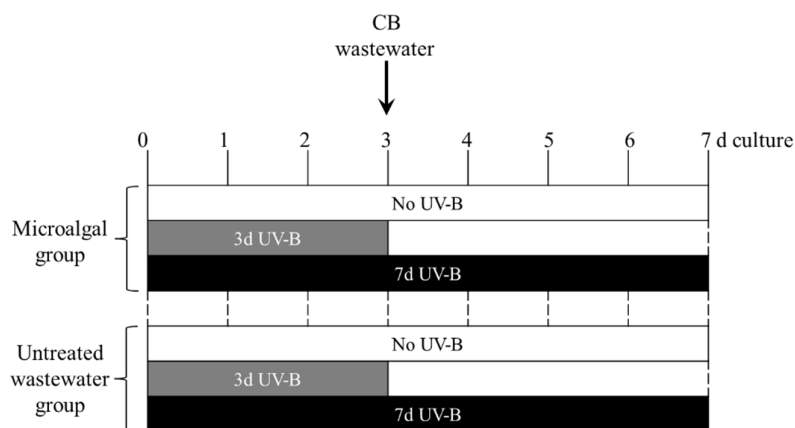 CB
wastewater
0 1 2 3 4 5 6 7 d culture
No UV-B
Microalgal
group
3d UV-B
7d UV-B
No UV-B
Untreated
wastewater
group
3d UV-B
7d UV-B